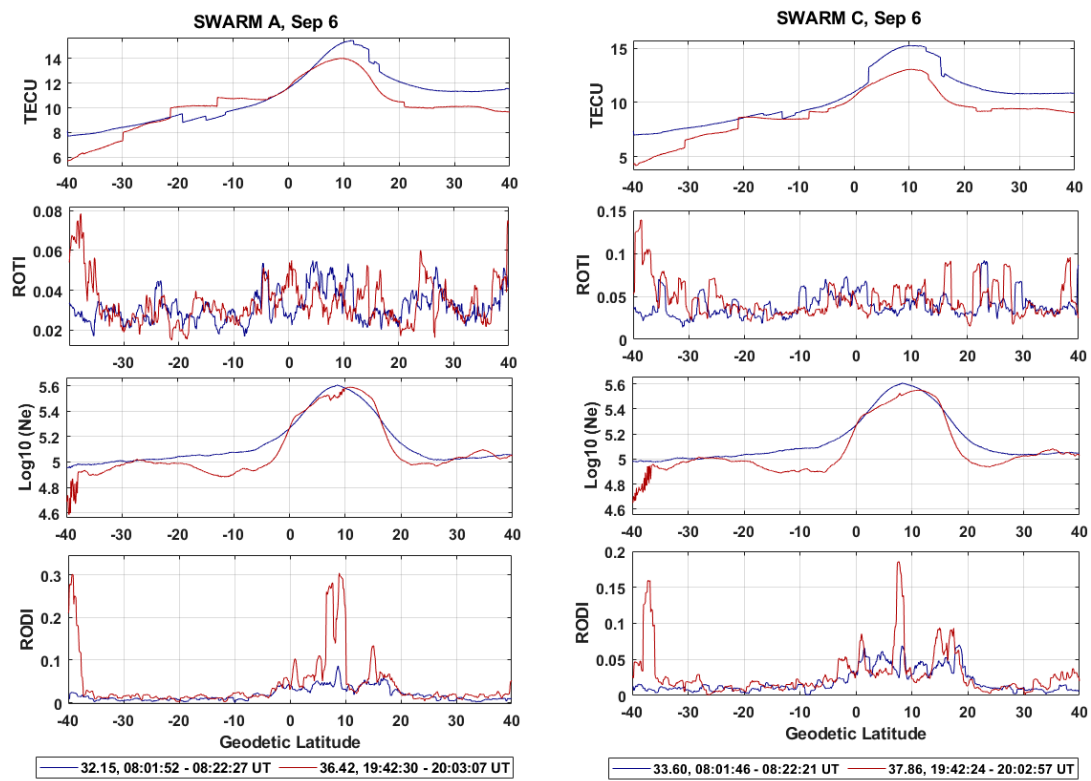 SWARM A, Sep 6
TECU
14
12
10
8
6
-40 -30 -20 -10 0 10 20 30 40
ROTI
0.08
0.06
0.04
0.02
-30 -20 -10 0 10 20 30 40
Log10 (Ne)
5.6
5.4
5.2
5
4.8
4.6
-40 -30 -20 -10 0 10 20 30 40
RODI
0.3
0.2
0.1
0
-40 -30 -20 -10 0 10 20 30 40
Geodetic Latitude
32.15, 08:01:52 - 08:22:27 UT 36.42, 19:42:30 - 20:03:07 UT
SWARM C, Sep 6
TECU
15
10
5
-40 -30 -20 -10 0 10 20 30 40
ROTI
0.15
0.1
0.05
0
-40 -30 -20 -10 0 10 20 30 40
Log10 (Ne)
5.6
5.4
5.2
5
4.8
4.6
-40 -30 -20 -10 0 10 20 30 40
RODI
0.2
0.15
0.1
0.05
0
-40 -30 -20 -10 0 10 20 30 40
Geodetic Latitude
33.60, 08:01:46 - 08:22:21 UT 37.86, 19:42:24 - 20:02:57 UT